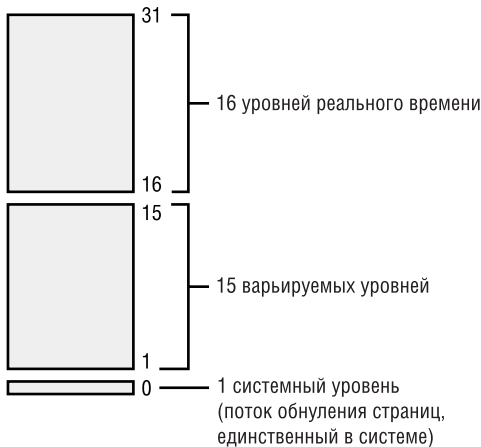 31
16 уровней реального времени
16
15
15 варьируемых уровней
1
0
1 системный уровень
(поток обнуления страниц,
единственный в системе)